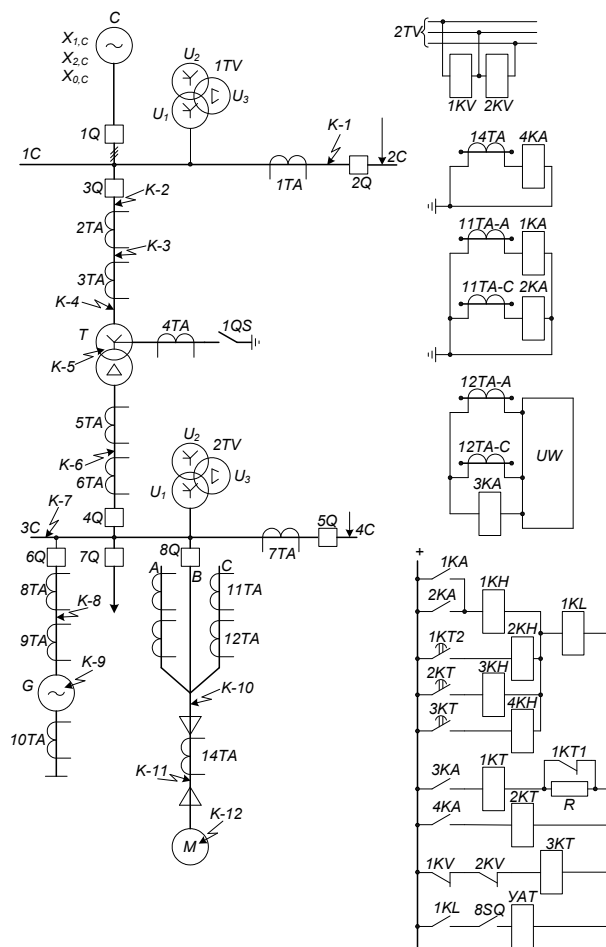 C
X1,C
X2,C
X0,C
U2
1TV
U1
U3
1Q
1C
K-1
2C
1TA
2Q
3Q
K-2
2TA
K-3
3TA
K-4
T
4TA
1QS
K-5
5TA
K-6
6TA
U2
2TV
U1
U3
K-7
4Q
3C
5Q
4C
6Q
7Q
8Q
7TA
A
B
C
8TA
11TA
K-8
9TA
12TA
G
K-9
K-10
10TA
14TA
K-11
K-12
M
2TV
1KV
2KV
14TA
4KA
11TA-A
1KA
11TA-C
2KA
12TA-A
12TA-C
UW
3KA
+
1KA
1KH
2KA
1KL
1KT2
2KH
2KT
3KH
3KT
4KH
3KA
1KT
1KT1
R
4KA
2KT
1KV
2KV
3KT
1KL
8SQ
УАТ